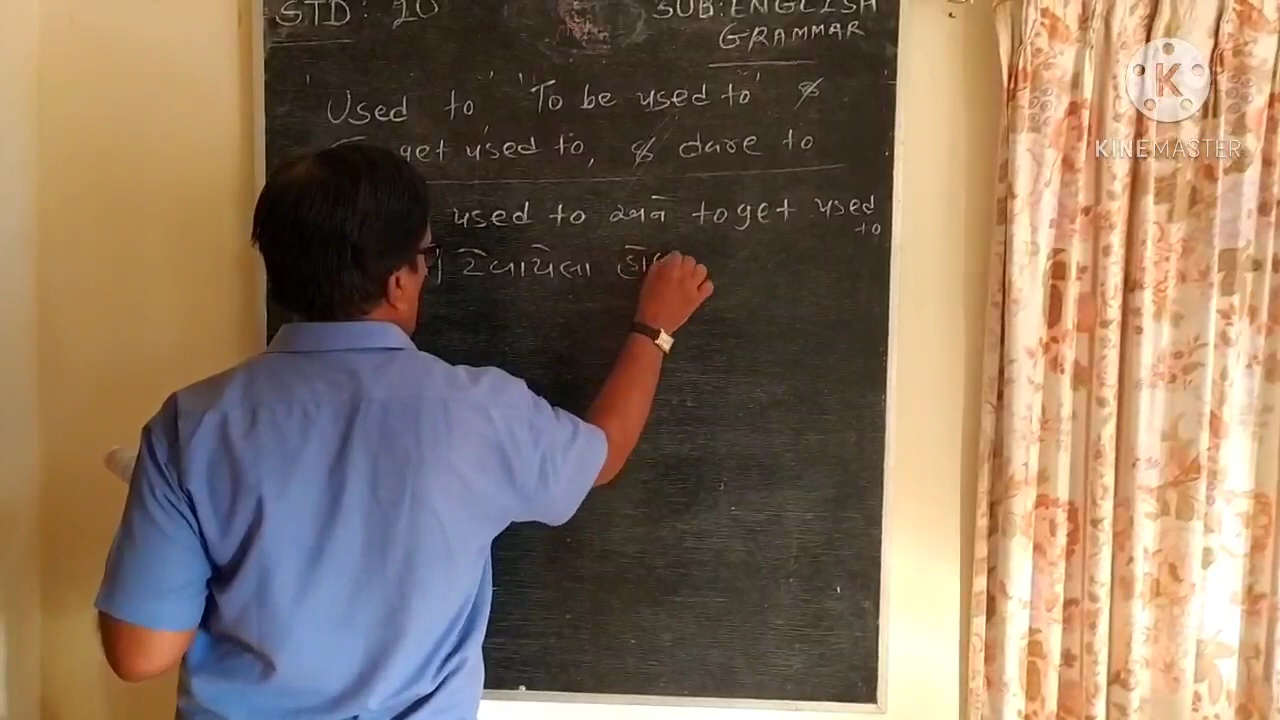 STD: 10
SUB: ENGLISH
GRAMMAR
Used to' "To be used to'
get used to, & dare to
used to અને to get used to
ટેવાયેલા
K
KINEMASTER